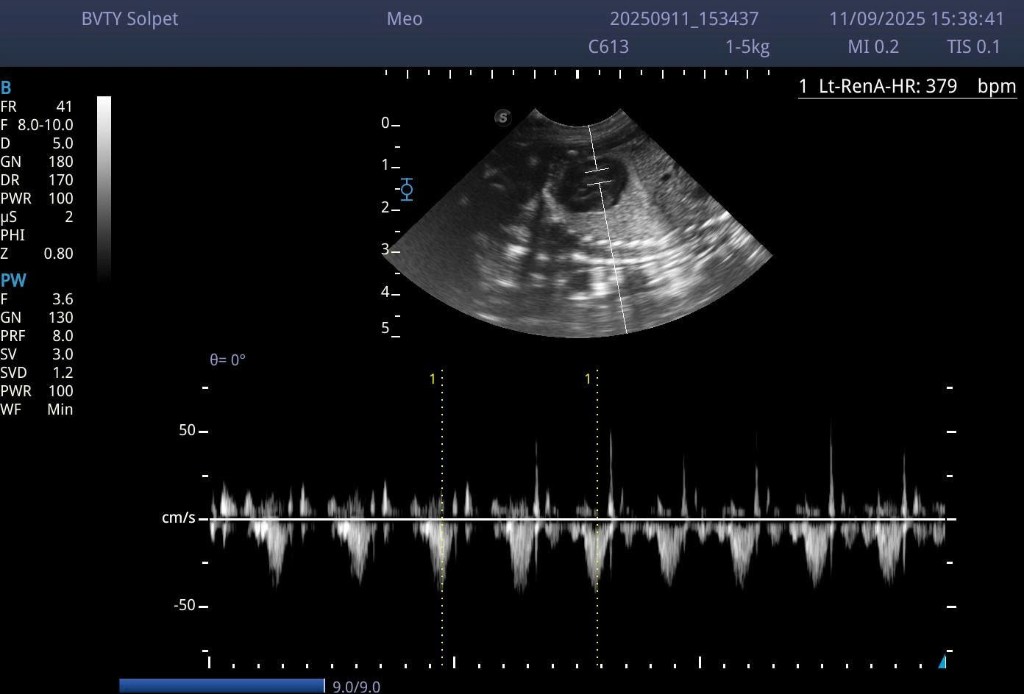 BVTY Solpet Meo 20250911_153437 11/09/2025 15:38:41
C613 1-5kg MI 0.2 TIS 0.1
1 Lt-RenA-HR: 379 bpm
B
FR 41
F 8.0-10.0
D 5.0
GN 180
DR 170
PWR 100
µS 2
PHI
Z 0.80
PW
F 3.6
GN 130
PRF 8.0
SV 3.0
SVD 1.2
PWR 100
WF Min
S
0
1
2
3
4
5
θ= 0°
1 1
50
cm/s
-50
9.0/9.0